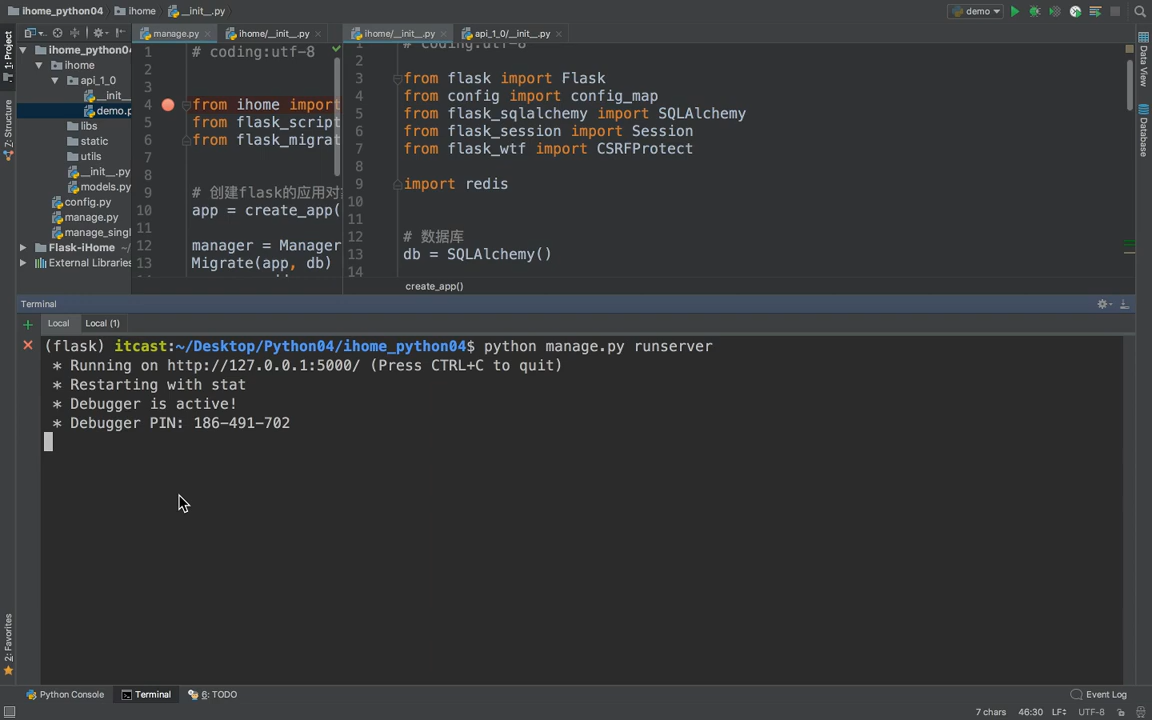 ihome_python04 ihome __init__.py demo
1: Project
manage.py ihome/__init__.py ihome/__init__.py api_1_0/__init__.py
ihome_python04
ihome
api_1_0
__init__
demo.p
libs
static
utils
__init__.py
models.py
config.py
manage.py
manage_singl
Flask-IHome ~/
External Libraries
Z: Structure
2: Favorites
1 # coding:utf-8
2
3
4 from ihome import
5 from flask_script
6 from flask_migrat
7
8
9 # 创建flask的应用对
10 app = create_app(
11
12 manager = Manager
13 Migrate(app, db)
1 # coding:utf-8
2
3 from flask import Flask
4 from config import config_map
5 from flask_sqlalchemy import SQLAlchemy
6 from flask_session import Session
7 from flask_wtf import CSRFProtect
8
9 import redis
10
11
12 # 数据库
13 db = SQLAlchemy()
14
create_app()
Data View
Database
Terminal
Local Local (1)
(flask) itcast:~/Desktop/Python04/ihome_python04$ python manage.py runserver
* Running on http://127.0.0.1:5000/ (Press CTRL+C to quit)
* Restarting with stat
* Debugger is active!
* Debugger PIN: 186-491-702
Python Console Terminal 6: TODO Event Log
7 chars 46:30 LF÷ UTF-8